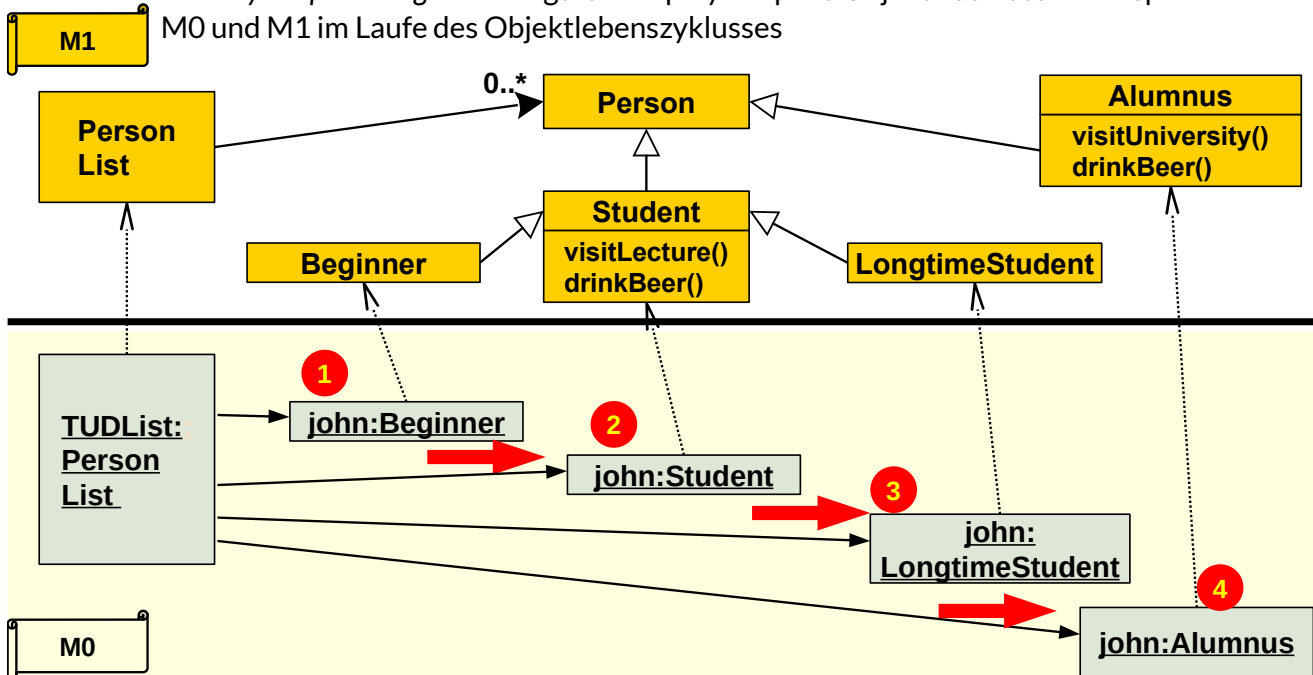 M0 und M1 im Laufe des Objektlebenszyklusses
M1
0..*
Person
List
Person
Alumnus
visitUniversity()
drinkBeer()
Student
visitLecture()
drinkBeer()
Beginner
LongtimeStudent
1
john:Beginner
2
john:Student
TUDList:
Person
List
3
john:
LongtimeStudent
4
john:Alumnus
M0